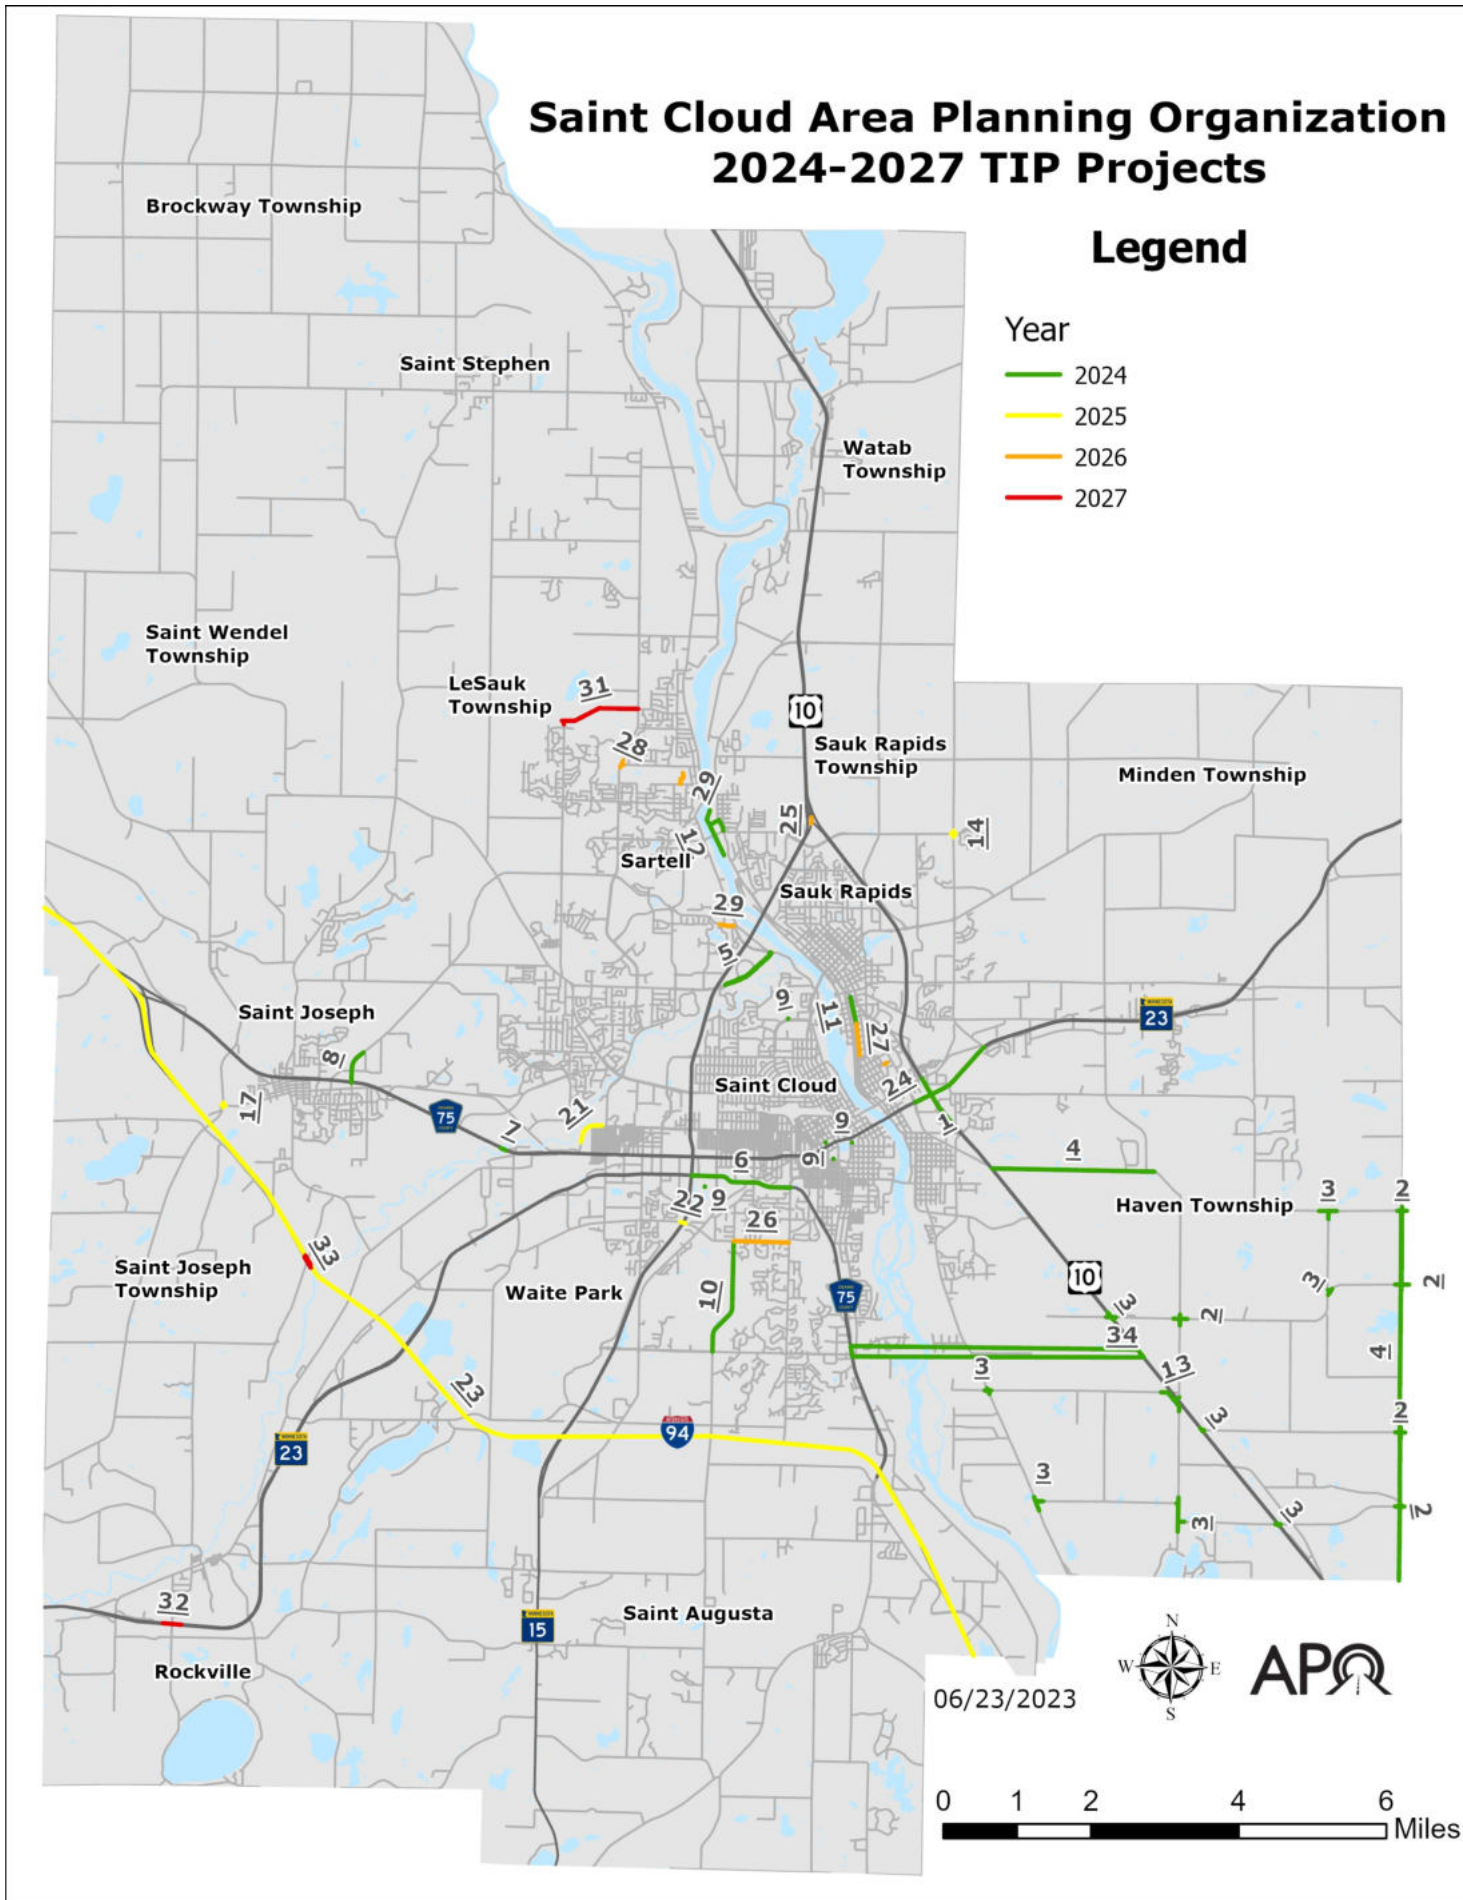 Saint Cloud Area Planning Organization
2024-2027 TIP Projects
Legend
Year
2024
2025
2026
2027
Brockway Township
Saint Stephen
Watab
Township
Saint Wendel
Township
LeSauk
Township
31
10
28
Sauk Rapids
Township
Minden Township
29
25
14
12
Sartell
Sauk Rapids
29
5
9
11
27
23
Saint Joseph
8
Saint Cloud
24
17
75
21
7
9
1
6
9
4
22
9
26
Haven Township
3
2
33
Saint Joseph
Township
Waite Park
10
75
10
3
2
3
2
34
3
13
4
23
3
2
94
23
3
3
3
2
32
15
Saint Augusta
Rockville
N
W
E
S
APO
06/23/2023
0
1
2
4
6
Miles